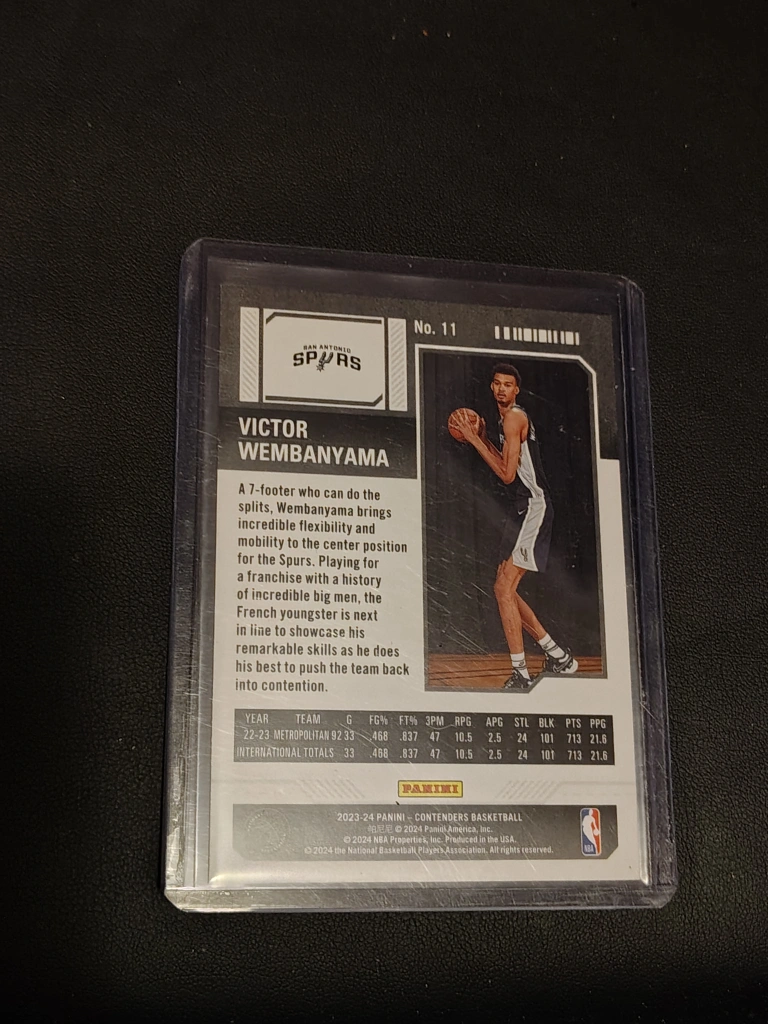 No. 11
SAN ANTONIO
SPURS
VICTOR
WEMBANYAMA
A 7-footer who can do the
splits, Wembanyama brings
incredible flexibility and
mobility to the center position
for the Spurs. Playing for
a franchise with a history
of incredible big men, the
French youngster is next
in line to showcase his
remarkable skills as he does
his best to push the team back
into contention.
YEAR TEAM G FG% FT% 3PM RPG APG STL BLK PTS PPG
22-23 METROPOLITAN 92 33 .468 .837 47 10.5 2.5 24 101 713 21.6
INTERNATIONAL TOTALS 33 .468 .837 47 10.5 2.5 24 101 713 21.6
PANINI
2023-24 PANINI – CONTENDERS BASKETBALL
帕尼尼 © 2024 Panini America, Inc.
© 2024 NBA Properties, Inc. Produced in the USA.
© 2024 the National Basketball Players Association. All rights reserved.
NBA